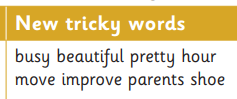 New tricky words
busy beautiful pretty hour
move improve parents shoe